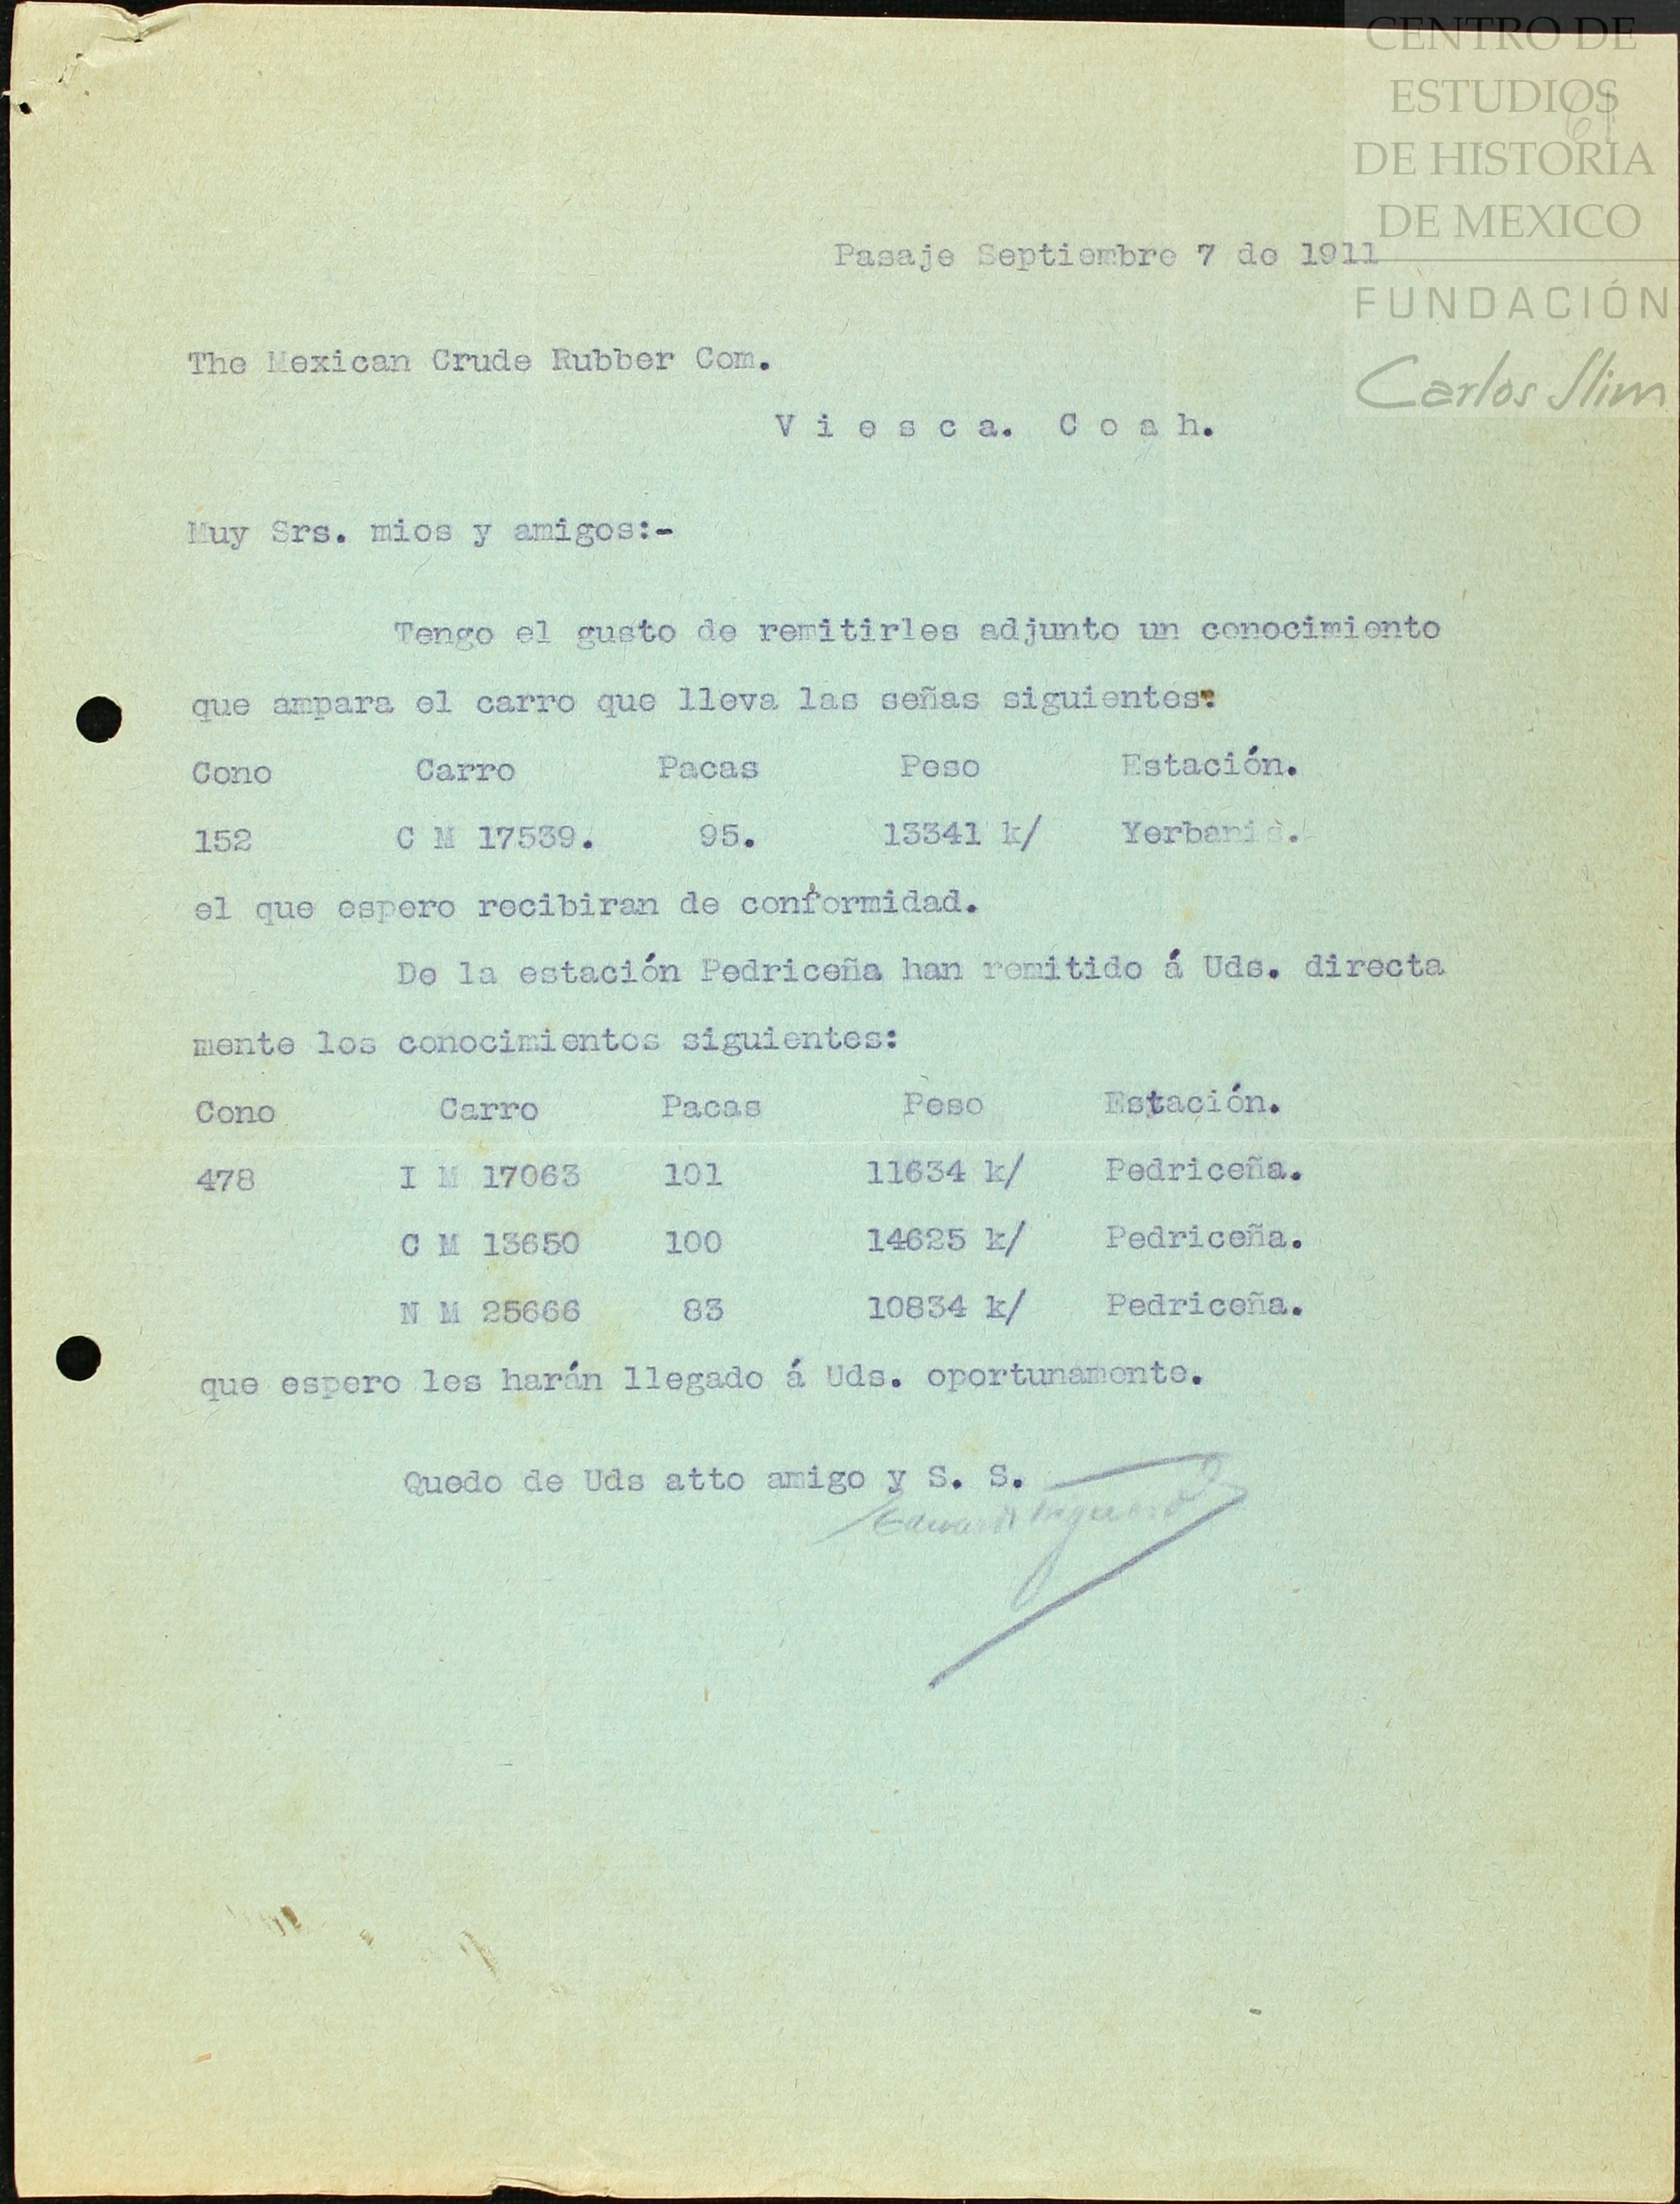 CENTRO DE
ESTUDIOS
DE HISTORIA
DE MEXICO
FUNDACIÓN
Carlos Slim
61
Pasaje Septiembre 7 de 1911
The Mexican Crude Rubber Com.
Viesca. Coah.
Muy Srs. mios y amigos:-
Tengo el gusto de remitirles adjunto un conocimiento
que ampara el carro que lleva las señas siguientes:
Cono Carro Pacas Peso Estación.
152 C M 17539. 95. 13341 k/ Yerbanis.
el que espero recibiran de conformidad.
De la estación Pedriceña han remitido á Uds. directa
mente los conocimientos siguientes:
Cono Carro Pacas Peso Estación.
478 I M 17063 101 11634 k/ Pedriceña.
C M 13650 100 14625 k/ Pedriceña.
N M 25666 83 10834 k/ Pedriceña.
que espero les harán llegado á Uds. oportunamente.
Quedo de Uds atto amigo y S. S.